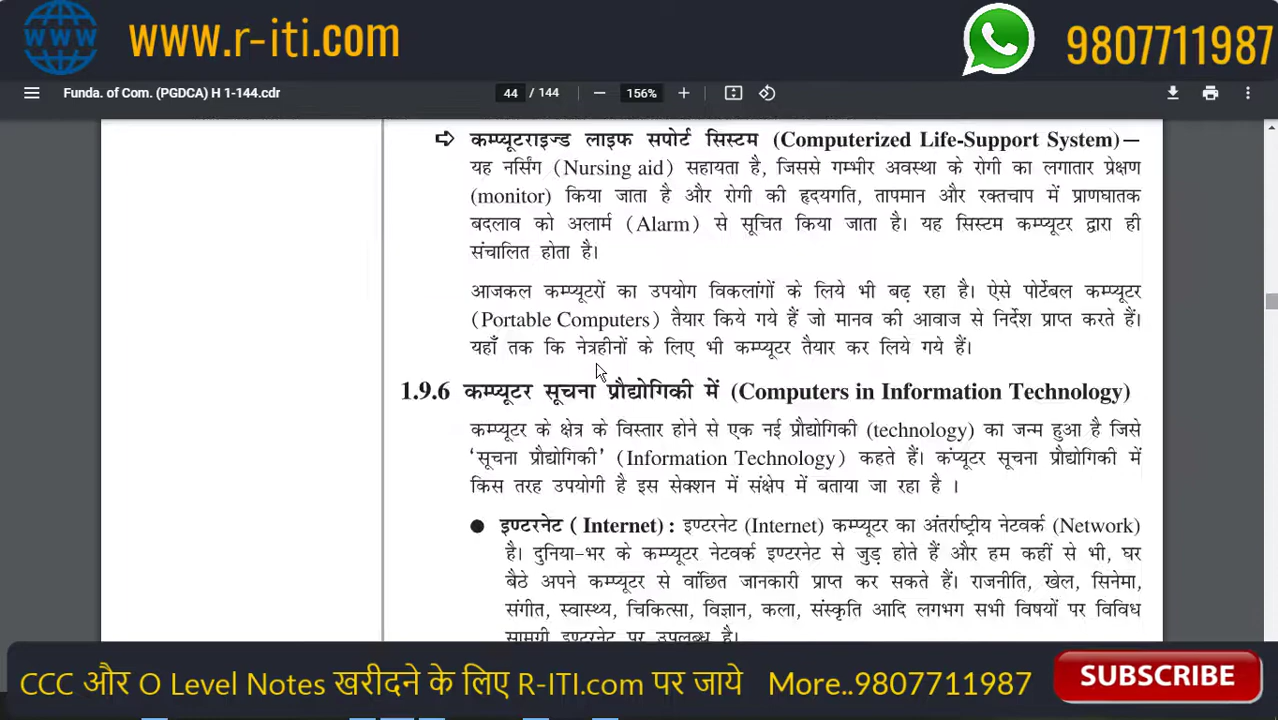 www.r-iti.com
WWW
9807711987
Funda. of Com. (PGDCA) H 1-144.cdr
44 / 144
156%
➪ कम्प्यूटराइज्ड लाइफ सपोर्ट सिस्टम (Computerized Life-Support System)—
यह नर्सिंग (Nursing aid) सहायता है, जिससे गम्भीर अवस्था के रोगी का लगातार प्रेक्षण
(monitor) किया जाता है और रोगी की हृदयगति, तापमान और रक्तचाप में प्राणघातक
बदलाव को अलार्म (Alarm) से सूचित किया जाता है। यह सिस्टम कम्प्यूटर द्वारा ही
संचालित होता है।
आजकल कम्प्यूटरों का उपयोग विकलांगों के लिये भी बढ़ रहा है। ऐसे पोर्टेबल कम्प्यूटर
(Portable Computers) तैयार किये गये हैं जो मानव की आवाज से निर्देश प्राप्त करते हैं।
यहाँ तक कि नेत्रहीनों के लिए भी कम्प्यूटर तैयार कर लिये गये हैं।
1.9.6 कम्प्यूटर सूचना प्रौद्योगिकी में (Computers in Information Technology)
कम्प्यूटर के क्षेत्र के विस्तार होने से एक नई प्रौद्योगिकी (technology) का जन्म हुआ है जिसे
‘सूचना प्रौद्योगिकी’ (Information Technology) कहते हैं। कंप्यूटर सूचना प्रौद्योगिकी में
किस तरह उपयोगी है इस सेक्शन में संक्षेप में बताया जा रहा है ।
● इण्टरनेट ( Internet) : इण्टरनेट (Internet) कम्प्यूटर का अंतर्राष्ट्रीय नेटवर्क (Network)
है। दुनिया-भर के कम्प्यूटर नेटवर्क इण्टरनेट से जुड़ होते हैं और हम कहीं से भी, घर
बैठे अपने कम्प्यूटर से वांछित जानकारी प्राप्त कर सकते हैं। राजनीति, खेल, सिनेमा,
संगीत, स्वास्थ्य, चिकित्सा, विज्ञान, कला, संस्कृति आदि लगभग सभी विषयों पर विविध
सामग्री इण्टरनेट पर उपलब्ध है।
CCC और O Level Notes खरीदने के लिए R-ITI.com पर जाये More..9807711987
SUBSCRIBE